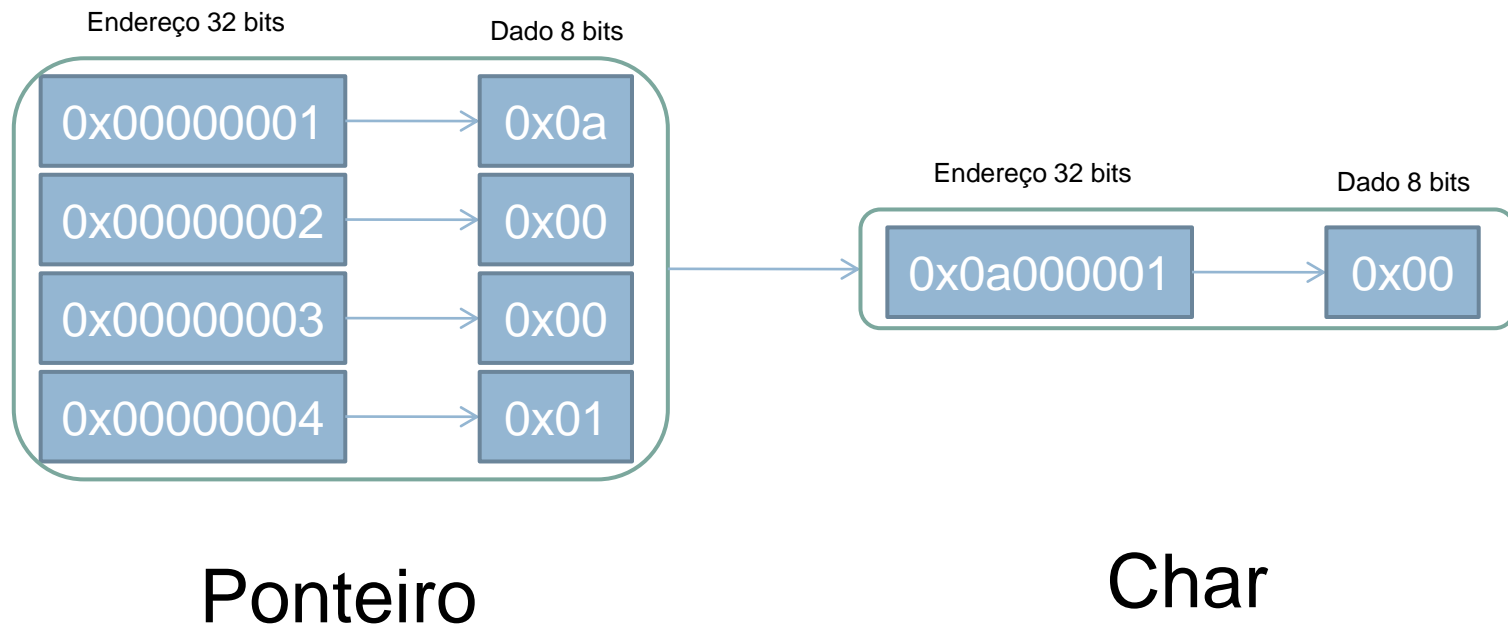 Endereço 32 bits
Dado 8 bits
0x00000001
0x0a
0x00000002
0x00
0x00000003
0x00
0x00000004
0x01
Endereço 32 bits
Dado 8 bits
0x0a000001
0x00
Ponteiro
Char